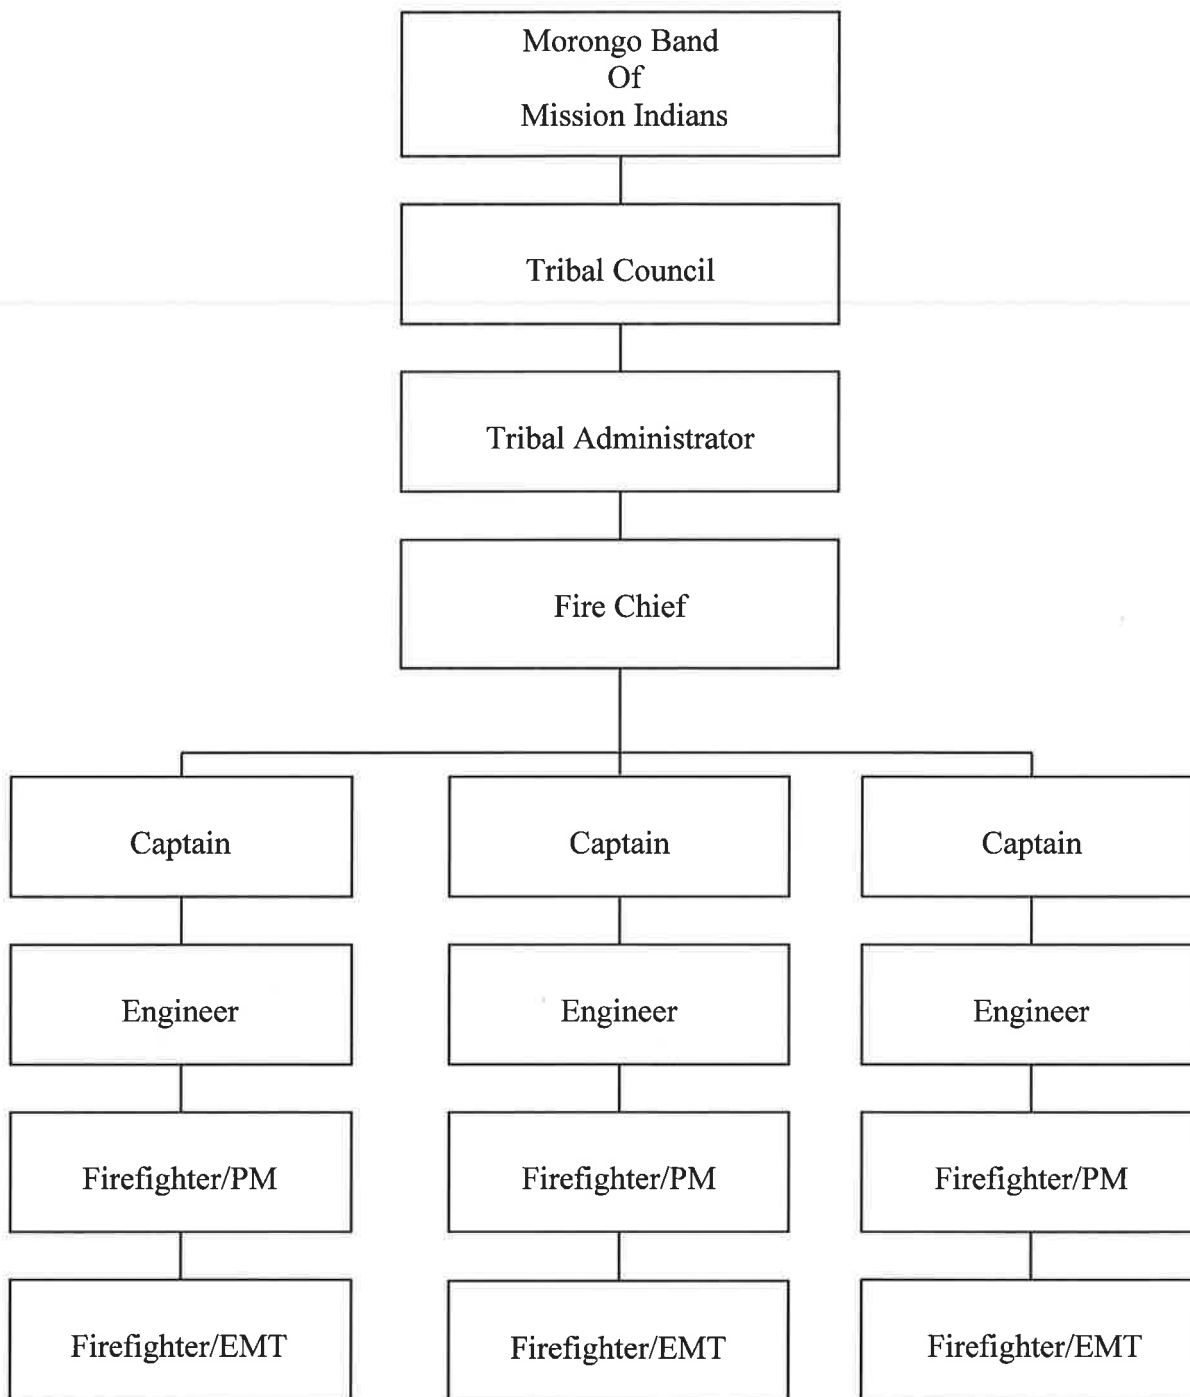 Morongo Band
Of
Mission Indians
Tribal Council
Tribal Administrator
Fire Chief
Captain
Captain
Captain
Engineer
Engineer
Engineer
Firefighter/PM
Firefighter/PM
Firefighter/PM
Firefighter/EMT
Firefighter/EMT
Firefighter/EMT